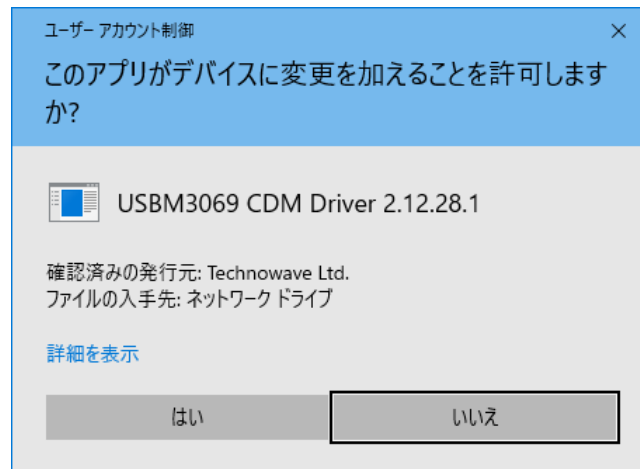 ユーザー アカウント制御
このアプリがデバイスに変更を加えることを許可します
か?
USBM3069 CDM Driver 2.12.28.1
確認済みの発行元: Technowave Ltd.
ファイルの入手先: ネットワーク ドライブ
詳細を表示
はい
いいえ